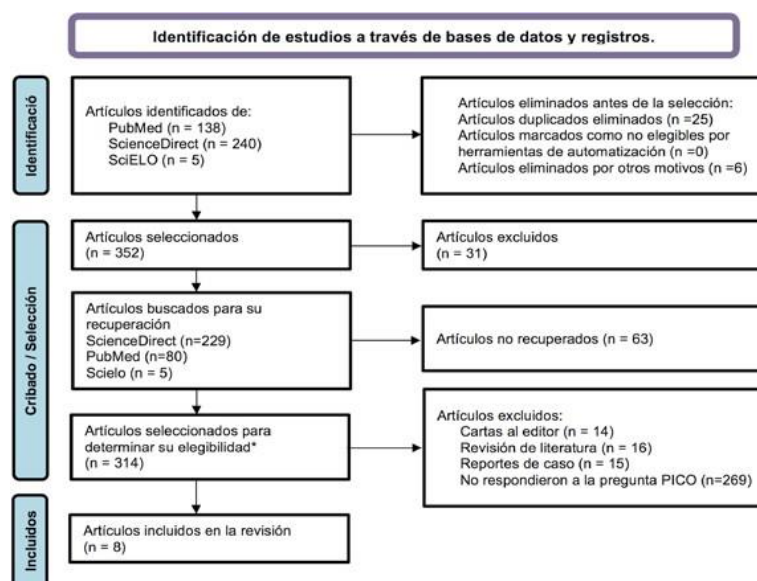 Identificación de estudios a través de bases de datos y registros.
Identificació
Artículos identificados de:
PubMed (n = 138)
ScienceDirect (n = 240)
SciELO (n = 5)
Artículos eliminados antes de la selección:
Artículos duplicados eliminados (n =25)
Artículos marcados como no elegibles por
herramientas de automatización (n =0)
Artículos eliminados por otros motivos (n =6)
Cribado / Selección
Artículos seleccionados
(n = 352)
Artículos excluidos
(n = 31)
Artículos buscados para su
recuperación
ScienceDirect (n=229)
PubMed (n=80)
Scielo (n = 5)
Artículos no recuperados (n = 63)
Artículos seleccionados para
determinar su elegibilidad*
(n = 314)
Artículos excluidos:
Cartas al editor (n = 14)
Revisión de literatura (n = 16)
Reportes de caso (n = 15)
No respondieron a la pregunta PICO (n=269)
Incluidos
Artículos incluidos en la revisión
(n = 8)